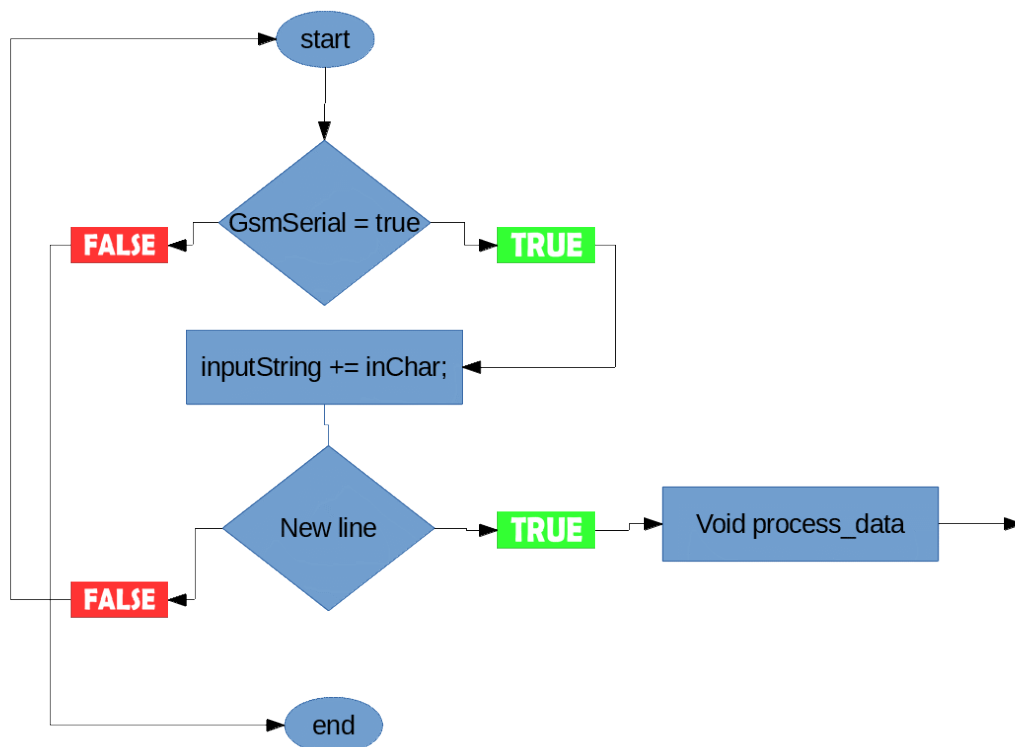 start
GsmSerial = true
FALSE
TRUE
inputString += inChar;
New line
TRUE
Void process_data
FALSE
end